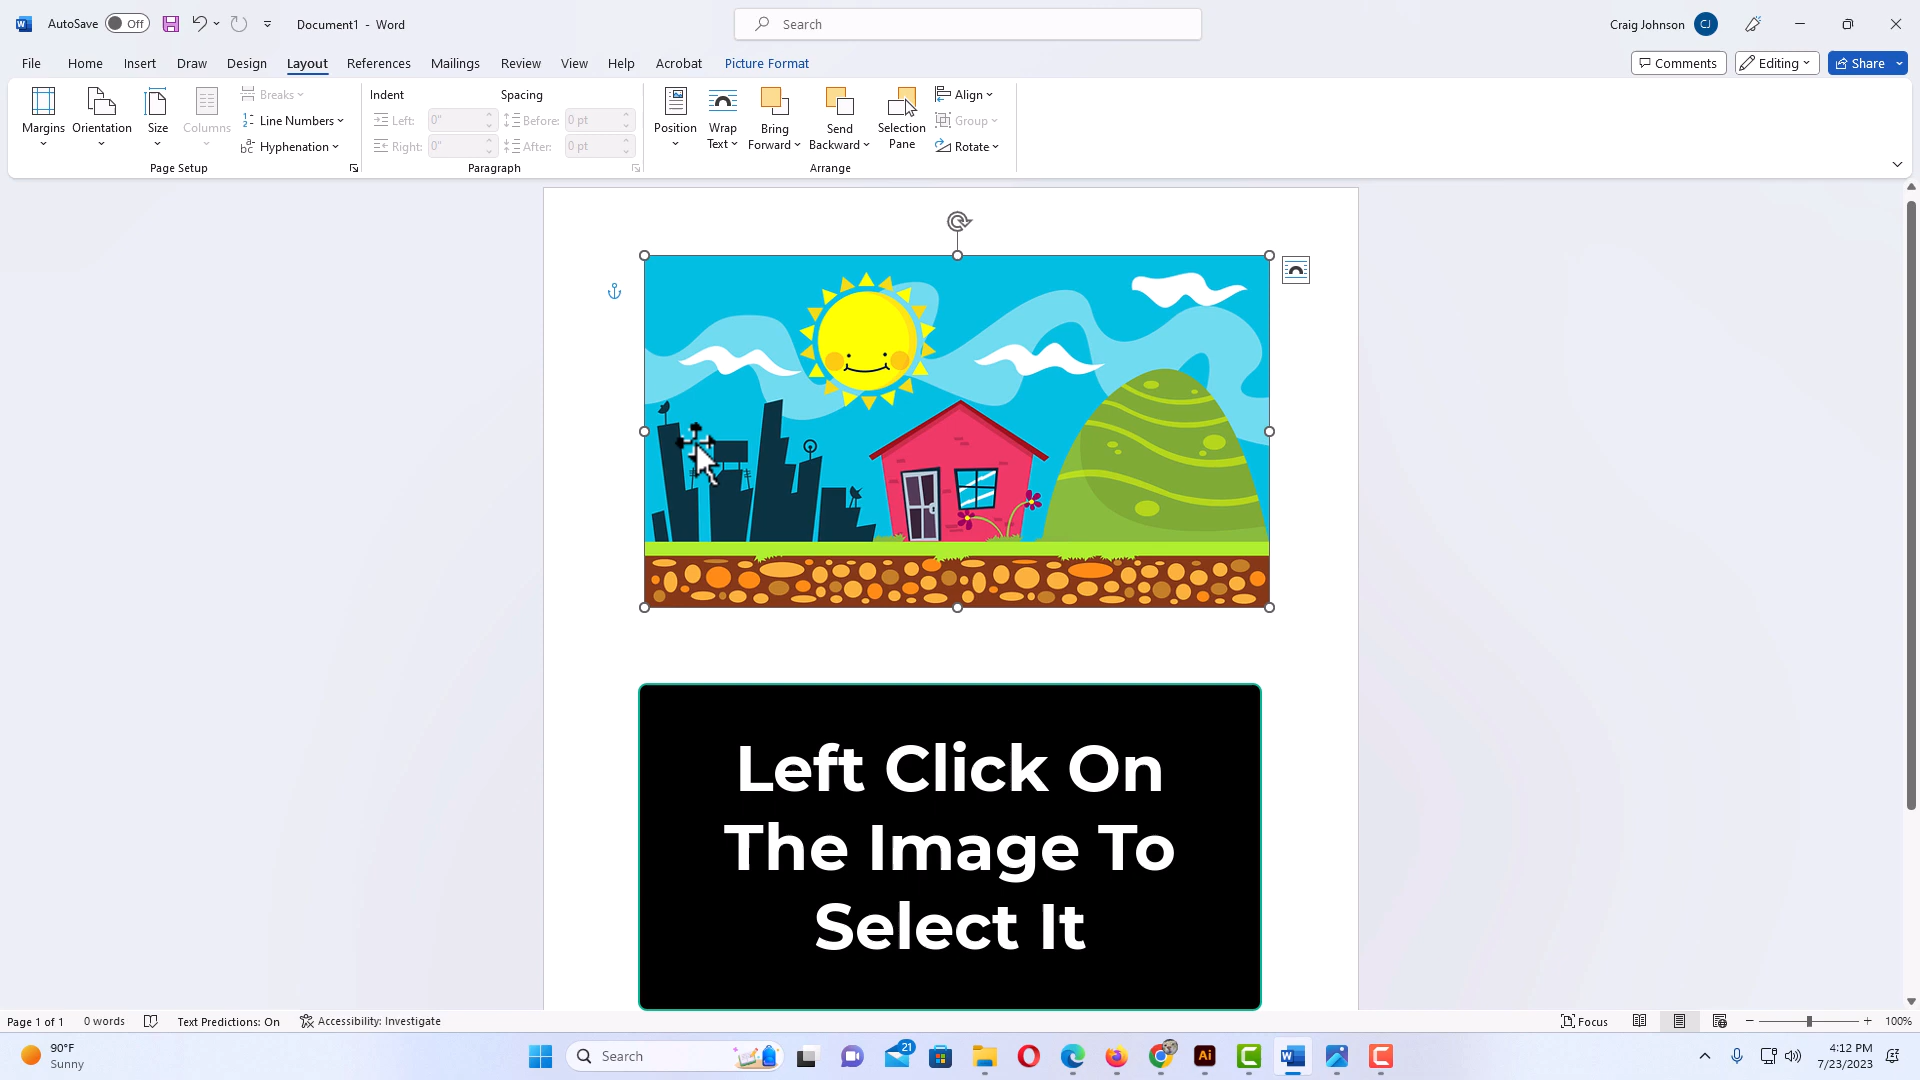 AutoSave Off Document1 - Word Search Craig Johnson CJ
File Home Insert Draw Design Layout References Mailings Review View Help Acrobat Picture Format Comments Editing Share
Margins Orientation Size Columns Breaks Line Numbers Hyphenation
Page Setup
Indent Spacing
Left: 0" Before: 0 pt
Right: 0" After: 0 pt
Paragraph
Position Wrap Text Bring Forward Send Backward Selection Pane Align Group Rotate
Arrange
Left Click On
The Image To
Select It
Page 1 of 1 0 words Text Predictions: On Accessibility: Investigate Focus 100%
90°F
Sunny
Search 21 Ai
4:12 PM
7/23/2023